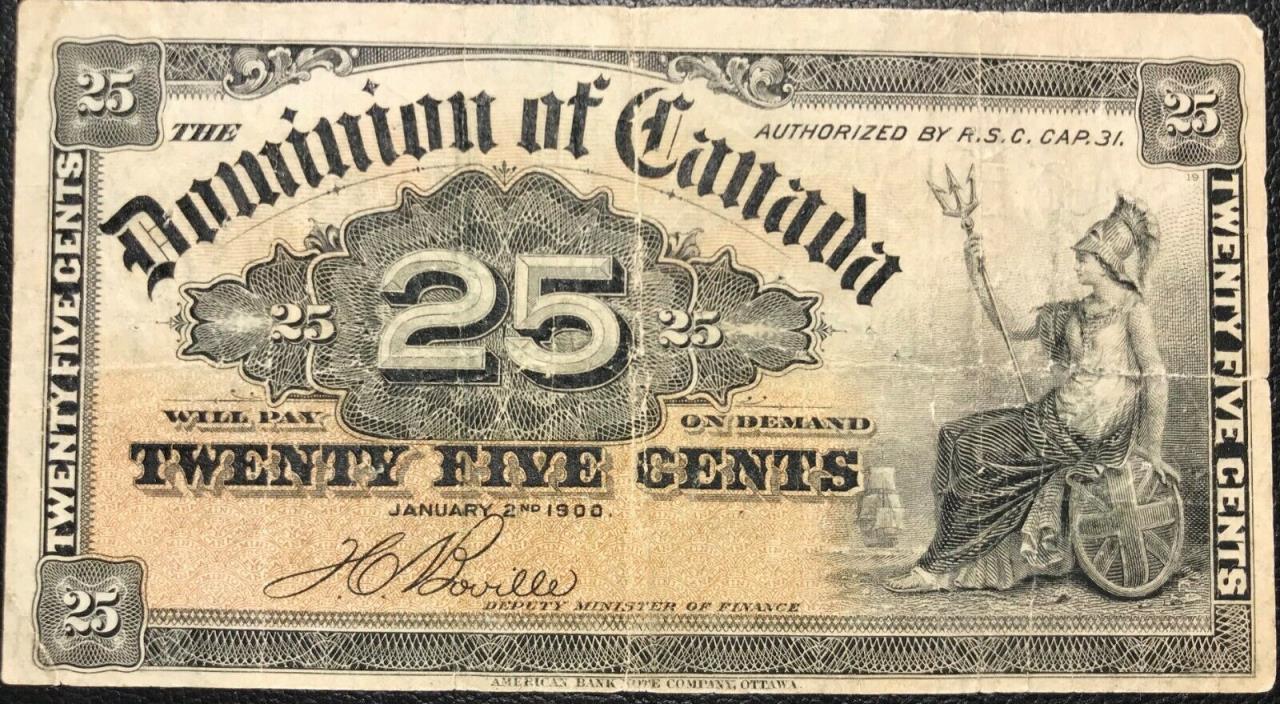 25
25
THE
Dominion of Canada
AUTHORIZED BY R.S.C. CAP. 31.
19
TWENTY FIVE CENTS
TWENTY FIVE CENTS
25
25
25
WILL PAY
ON DEMAND
TWENTY FIVE CENTS
JANUARY 2ND 1900.
J.C. Boville
DEPUTY MINISTER OF FINANCE
25
AMERICAN BANK NOTE COMPANY, OTTAWA.